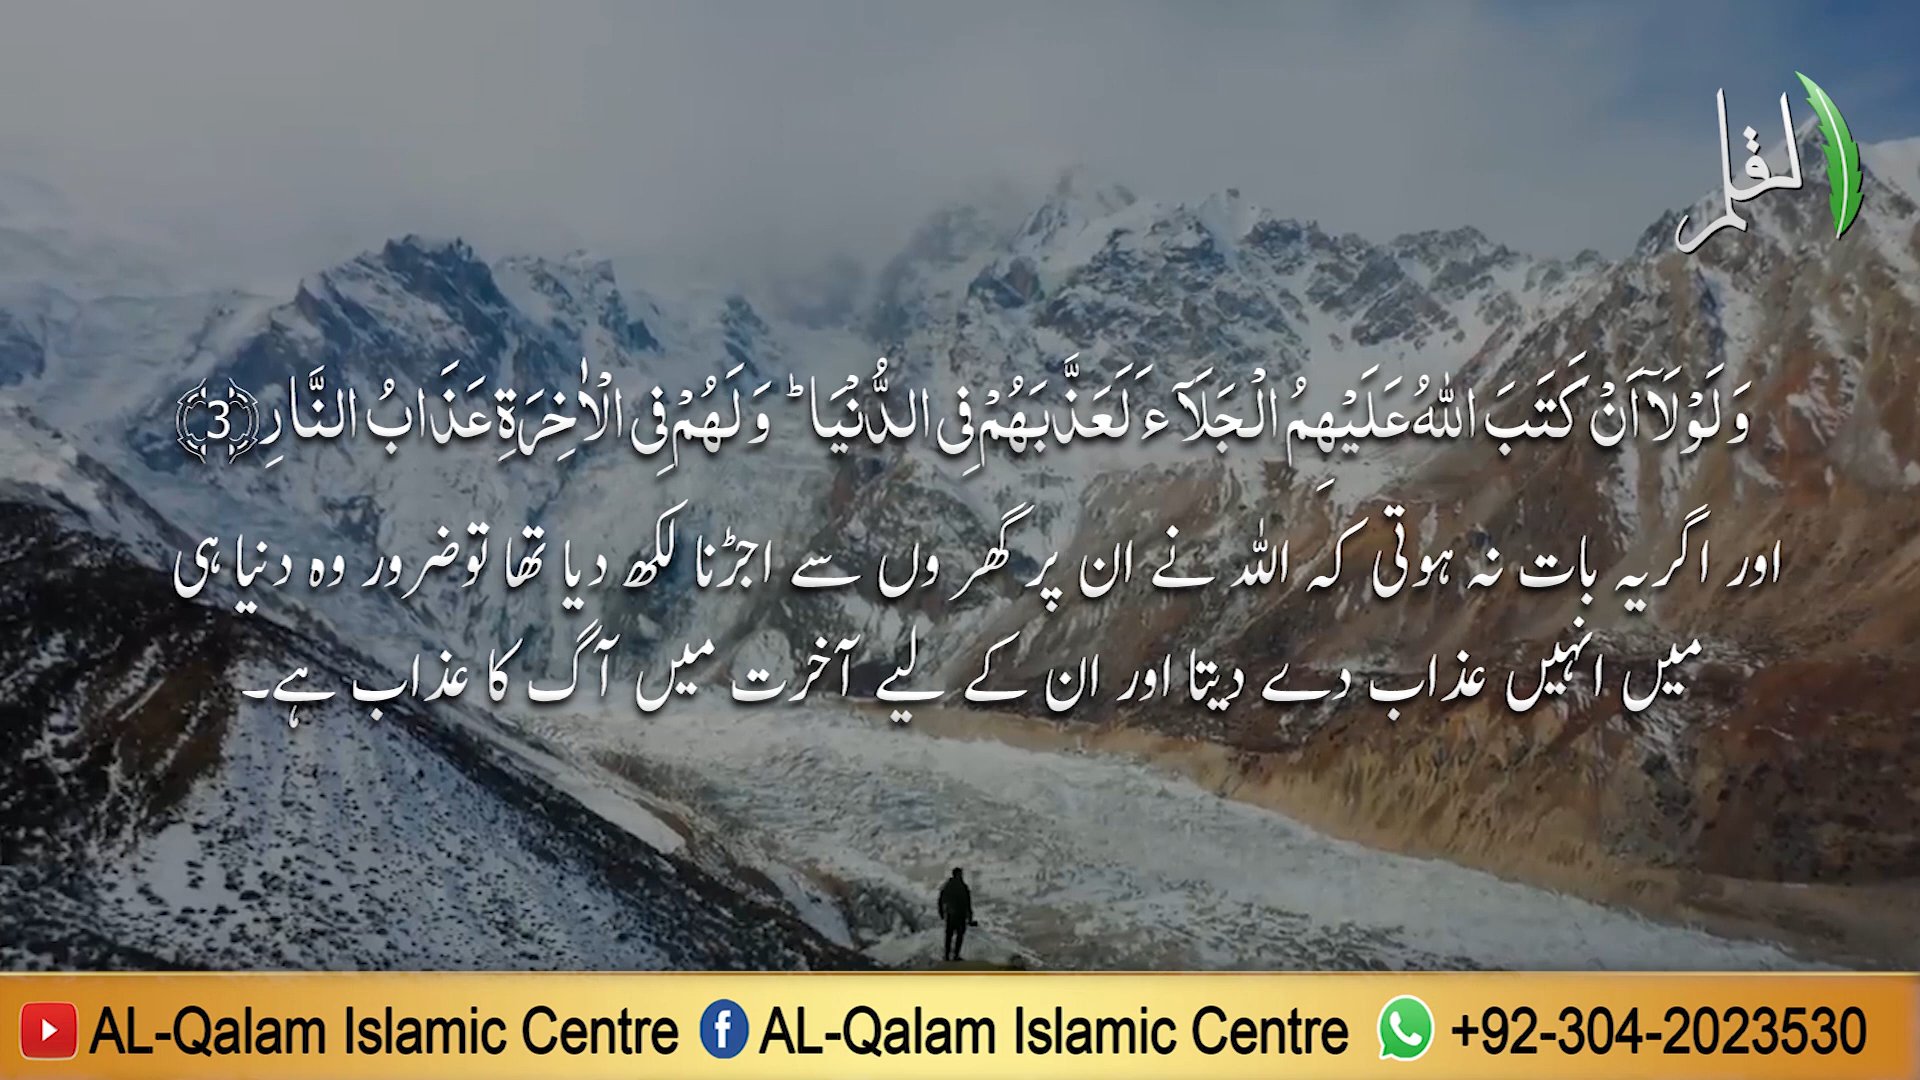 القلم
وَلَوْلَاۤ اَنْ كَتَبَ اللّٰهُ عَلَيْهِمُ الْجَلَآءَ لَعَذَّبَهُمْ فِى الدُّنْيَا ؕ وَلَهُمْ فِى الْاٰخِرَةِ عَذَابُ النَّارِ ﴿3﴾
اور اگر یہ بات نہ ہوتی کہ اللہ نے ان پر گھر وں سے اجڑنا لکھ دیا تھا تو ضرور وہ دنیا ہی
میں انہیں عذاب دے دیتا اور ان کے لیے آخرت میں آگ کا عذاب ہے۔
AL-Qalam Islamic Centre AL-Qalam Islamic Centre +92-304-2023530